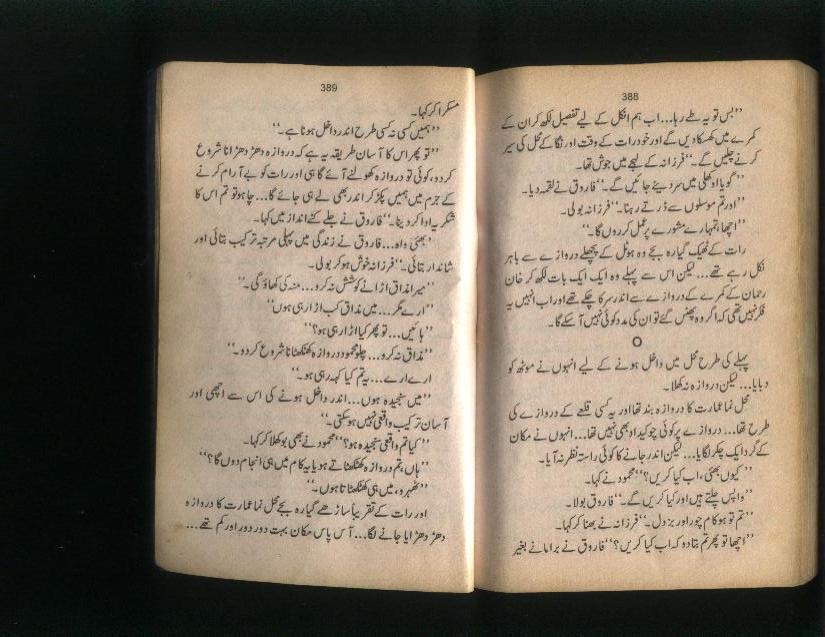 388
’’بس تو یہ طے رہا... اب ہم انکل کے لیے تفصیل لکھ کر ان کے
کمرے میں کھسکا دیں گے اور خود رات کے وقت اورنگا کے محل کی سیر
کرنے چلیں گے۔‘‘ فرزانہ کے لہجے میں جوش تھا۔
’’گویا اوکھلی میں سر دینے جائیں گے۔‘‘ فاروق نے لقمہ دیا۔
’’اور تم موسلوں سے ڈرتے رہنا۔‘‘ فرزانہ بولی۔
’’اچھا، تمہارے مشورے پر عمل کروں گا۔‘‘
رات کے ٹھیک گیارہ بجے وہ ہوٹل کے پچھلے دروازے سے باہر
نکل رہے تھے... لیکن اس سے پہلے وہ ایک ایک بات لکھ کر خان
رحمان کے کمرے کے دروازے سے اندر سرکا چکے تھے اور اب انہیں یہ
فکر نہیں تھی کہ اگر وہ پھنس گئے تو ان کی مدد کوئی نہیں آسکے گا۔
O
پہلے کی طرح محل میں داخل ہونے کے لیے انہوں نے موٹھ کو
دبایا... لیکن دروازہ نہ کھلا۔
محل نما عمارت کا دروازہ بند تھا اور یہ کسی قلعے کے دروازے کی
طرح تھا... دروازے پر کوئی چوکیدار بھی نہیں تھا... انہوں نے مکان
کے گرد ایک چکر لگایا... لیکن اندر جانے کا کوئی راستہ نظر نہ آیا۔
’’کیوں بھئی، اب کیا کریں؟‘‘ محمود نے کہا۔
’’واپس چلتے ہیں اور کیا کریں گے۔‘‘ فاروق بولا۔
’’تم تو ہو کام چور اور بزدل۔‘‘ فرزانہ نے بھنا کر کہا۔
’’اچھا تو پھر تم بتا دو کہ اب کیا کریں؟‘‘ فاروق نے برا مانے بغیر
389
مسکرا کر کہا۔
’’ہمیں کسی نہ کسی طرح اندر داخل ہونا ہے۔‘‘
’’تو پھر اس کا آسان طریقہ یہ ہے کہ دروازہ دھڑ دھڑانا شروع
کر دو، کوئی تو دروازہ کھولنے آئے گا ہی اور رات کو بے آرام کرنے
کے جرم میں ہمیں پکڑ کر اندر بھی لے ہی جائے گا... چاہو تو تم اس کا
شکریہ ادا کر دینا۔‘‘ فاروق نے جلے کٹے انداز میں کہا۔
’’بھئی واہ... فاروق نے زندگی میں پہلی مرتبہ ترکیب بتائی اور
شاندار بتائی۔‘‘ فرزانہ خوش ہو کر بولی۔
’’میرا مذاق اڑانے کو شش نہ کرو... منہ کی کھاؤ گی۔‘‘
’’ارے مگر... میں مذاق کب اڑا رہی ہوں‘‘
’’ہائیں... تو پھر کیا اڑا رہی ہو؟‘‘
’’مذاق نہ کرو... چلو محمود دروازہ کھٹکھٹانا شروع کر دو۔‘‘
ارے ارے... یہ تم کیا کہہ رہی ہو۔‘‘
’’میں سنجیدہ ہوں... اندر داخل ہونے کی اس سے اچھی اور
آسان ترکیب واقعی نہیں ہو سکتی۔‘‘
’’کیا تم واقعی سنجیدہ ہو؟‘‘ محمود نے بھی بوکھلا کر کہا۔
’’ہاں، تم دروازہ کھٹکھٹاتے ہو یا یہ کام میں ہی انجام دوں گا؟‘‘
’’ٹھہرو، میں ہی کھٹکھٹاتا ہوں۔‘‘
اور رات کے تقریباً ساڑھے گیارہ بجے محل نما عمارت کا دروازہ
دھڑ دھڑایا جانے لگا... آس پاس مکان بہت دور دور اور کم تھے...